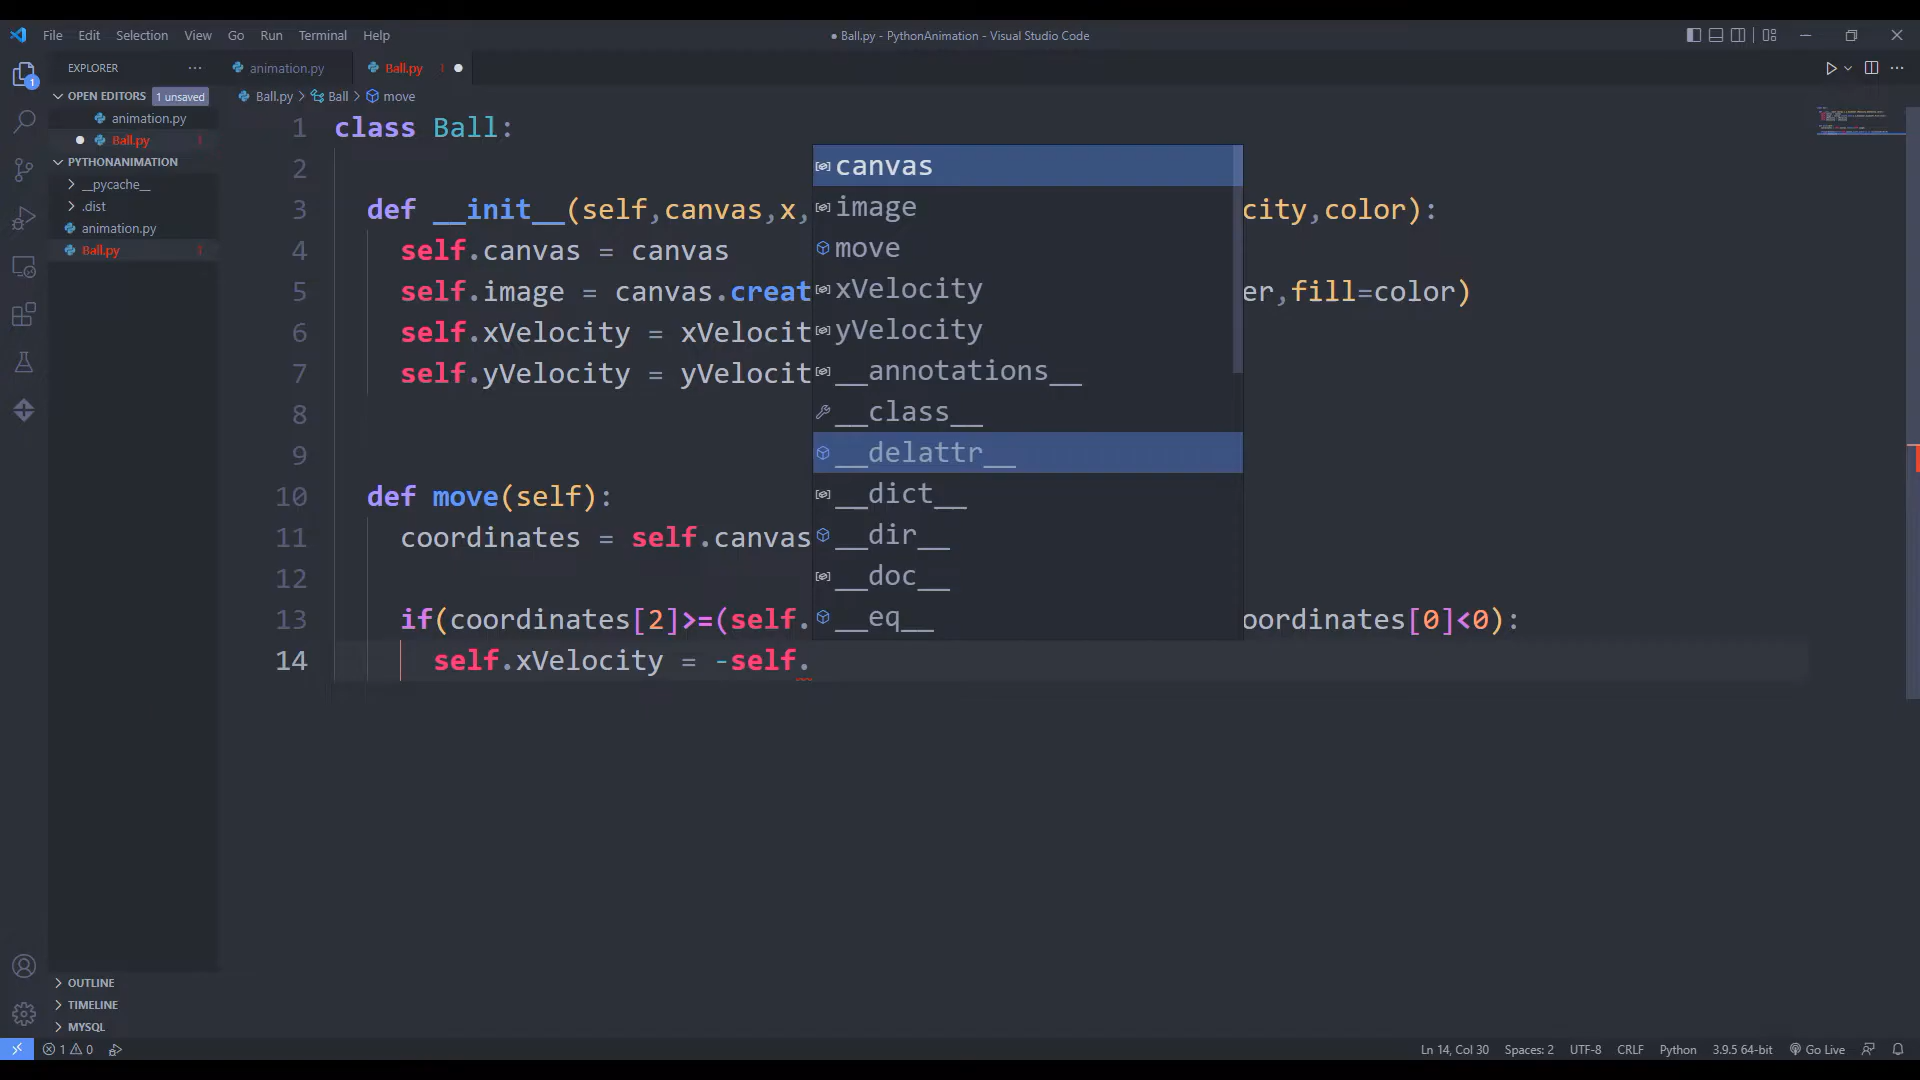 File Edit Selection View Go Run Terminal Help
● Ball.py - PythonAnimation - Visual Studio Code
EXPLORER
animation.py
Ball.py !
OPEN EDITORS 1 unsaved
animation.py
Ball.py !
PYTHONANIMATION
__pycache__
.dist
animation.py
Ball.py !
OUTLINE
TIMELINE
MYSQL
1
Ball.py > Ball > move
1 class Ball:
2
3 def __init__(self,canvas,x, city,color):
4 self.canvas = canvas
5 self.image = canvas.creat er,fill=color)
6 self.xVelocity = xVelocit
7 self.yVelocity = yVelocit
8
9
10 def move(self):
11 coordinates = self.canvas
12
13 if(coordinates[2]>=(self. oordinates[0]<0):
14 self.xVelocity = -self.
canvas
image
move
xVelocity
yVelocity
__annotations__
__class__
__delattr__
__dict__
__dir__
__doc__
__eq__
1 0
Ln 14, Col 30 Spaces: 2 UTF-8 CRLF Python 3.9.5 64-bit Go Live